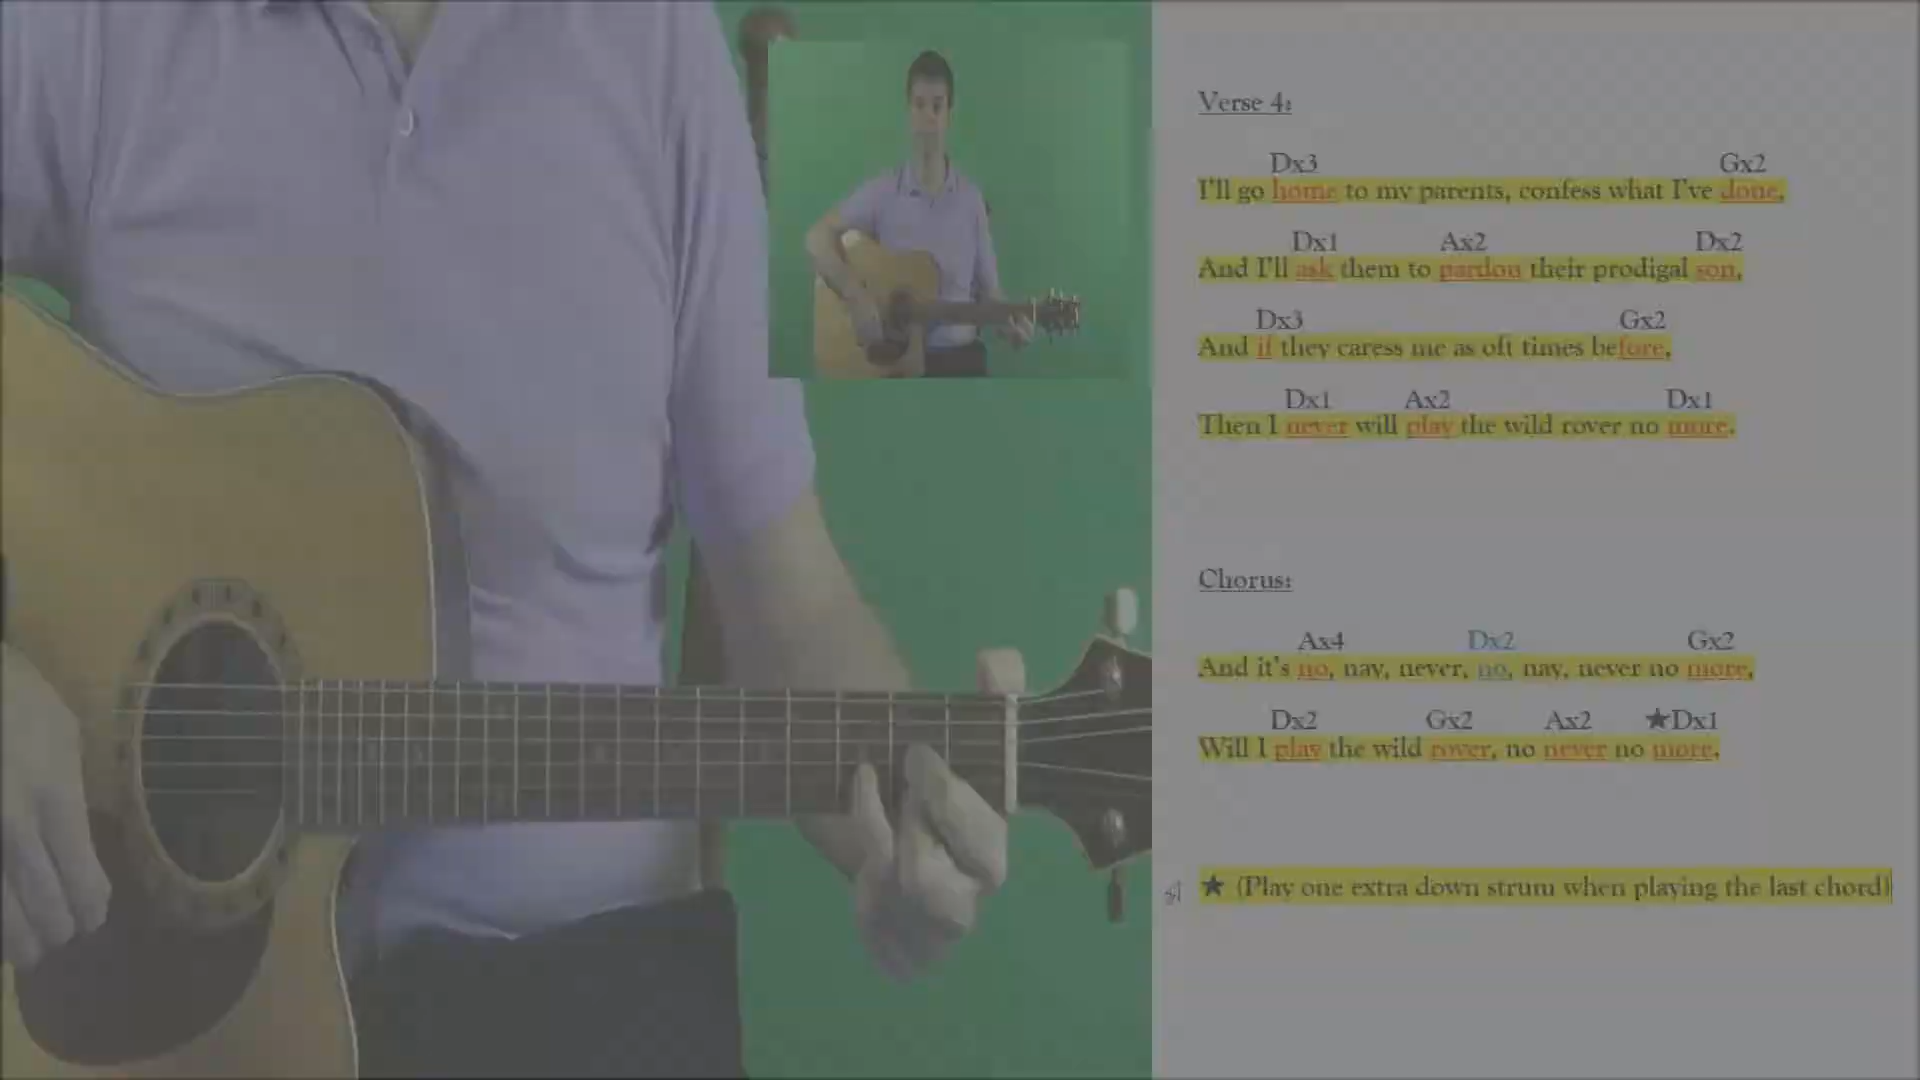 Verse 4:
Dx3 Gx2
I'll go home to my parents, confess what I've done,
Dx1 Ax2 Dx2
And I'll ask them to pardon their prodigal son,
Dx3 Gx2
And if they caress me as oft times before,
Dx1 Ax2 Dx1
Then I never will play the wild rover no more.
Chorus:
Ax4 Dx2 Gx2
And it's no, nay, never, no, nay, never no more,
Dx2 Gx2 Ax2 ★Dx1
Will I play the wild rover, no never no more,
★ (Play one extra down strum when playing the last chord)